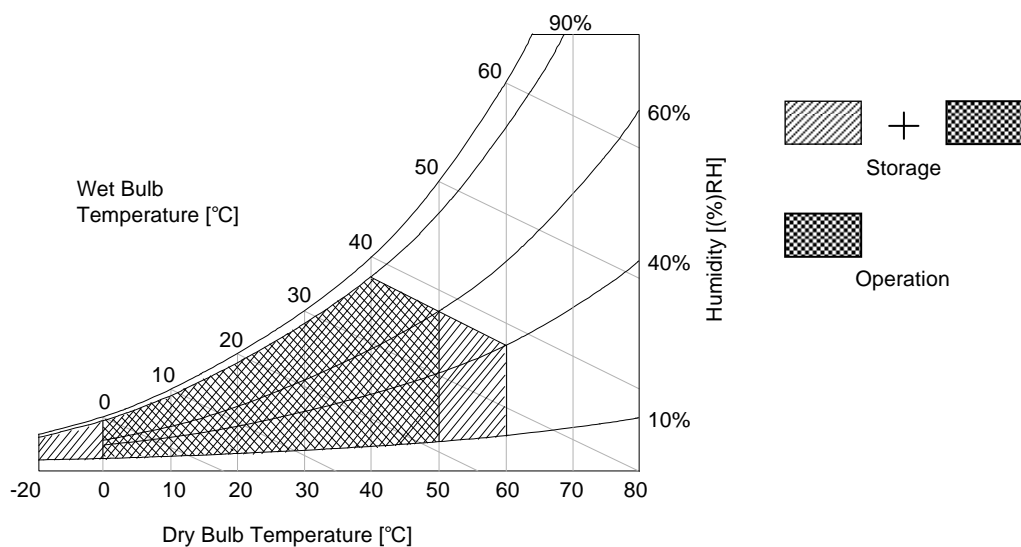 90%
60
60%
50
Wet Bulb
Temperature [°C]
Storage
40
40%
Humidity [(%)RH]
Operation
30
20
10
0
10%
-20 0 10 20 30 40 50 60 70 80
Dry Bulb Temperature [°C]